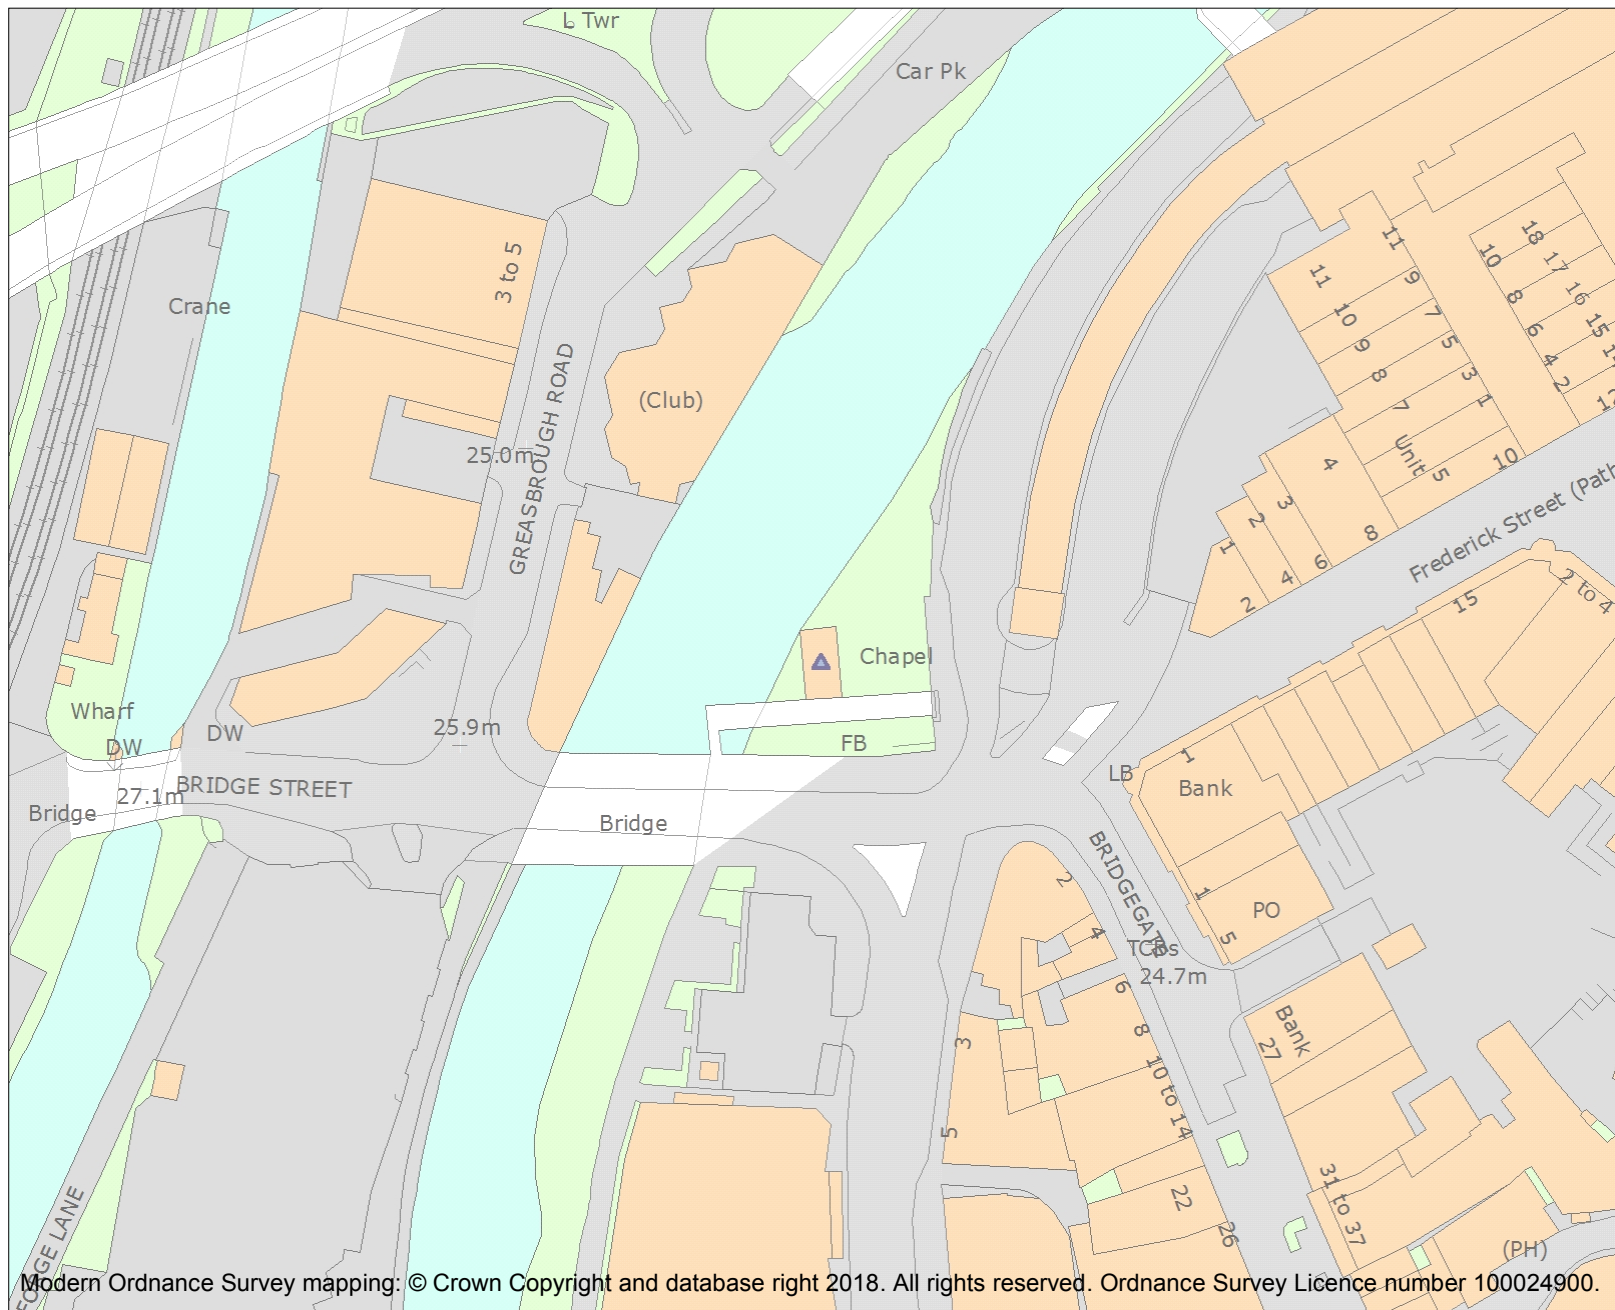 L Twr
Car Pk
Crane
3 to 5
GREASBROUGH ROAD
(Club)
25.0m
11
11
10
9
8
7
9
7
5
3
1
Unit
5
10
10
8
6
4
2
18
17
16
15
12
4
3
2
1
2
4
6
8
Frederick Street (Path
15
2 to 4
Chapel
Wharf
DW
DW
25.9m
FB
27.1m
BRIDGE STREET
Bridge
Bridge
LB
1
Bank
BRIDGEGATE
2
4
1
5
PO
TCBs
24.7m
6
8
10 to 14
3
5
Bank
27
22
26
31 to 37
(PH)
FORGE LANE
Modern Ordnance Survey mapping: © Crown Copyright and database right 2018. All rights reserved. Ordnance Survey Licence number 100024900.